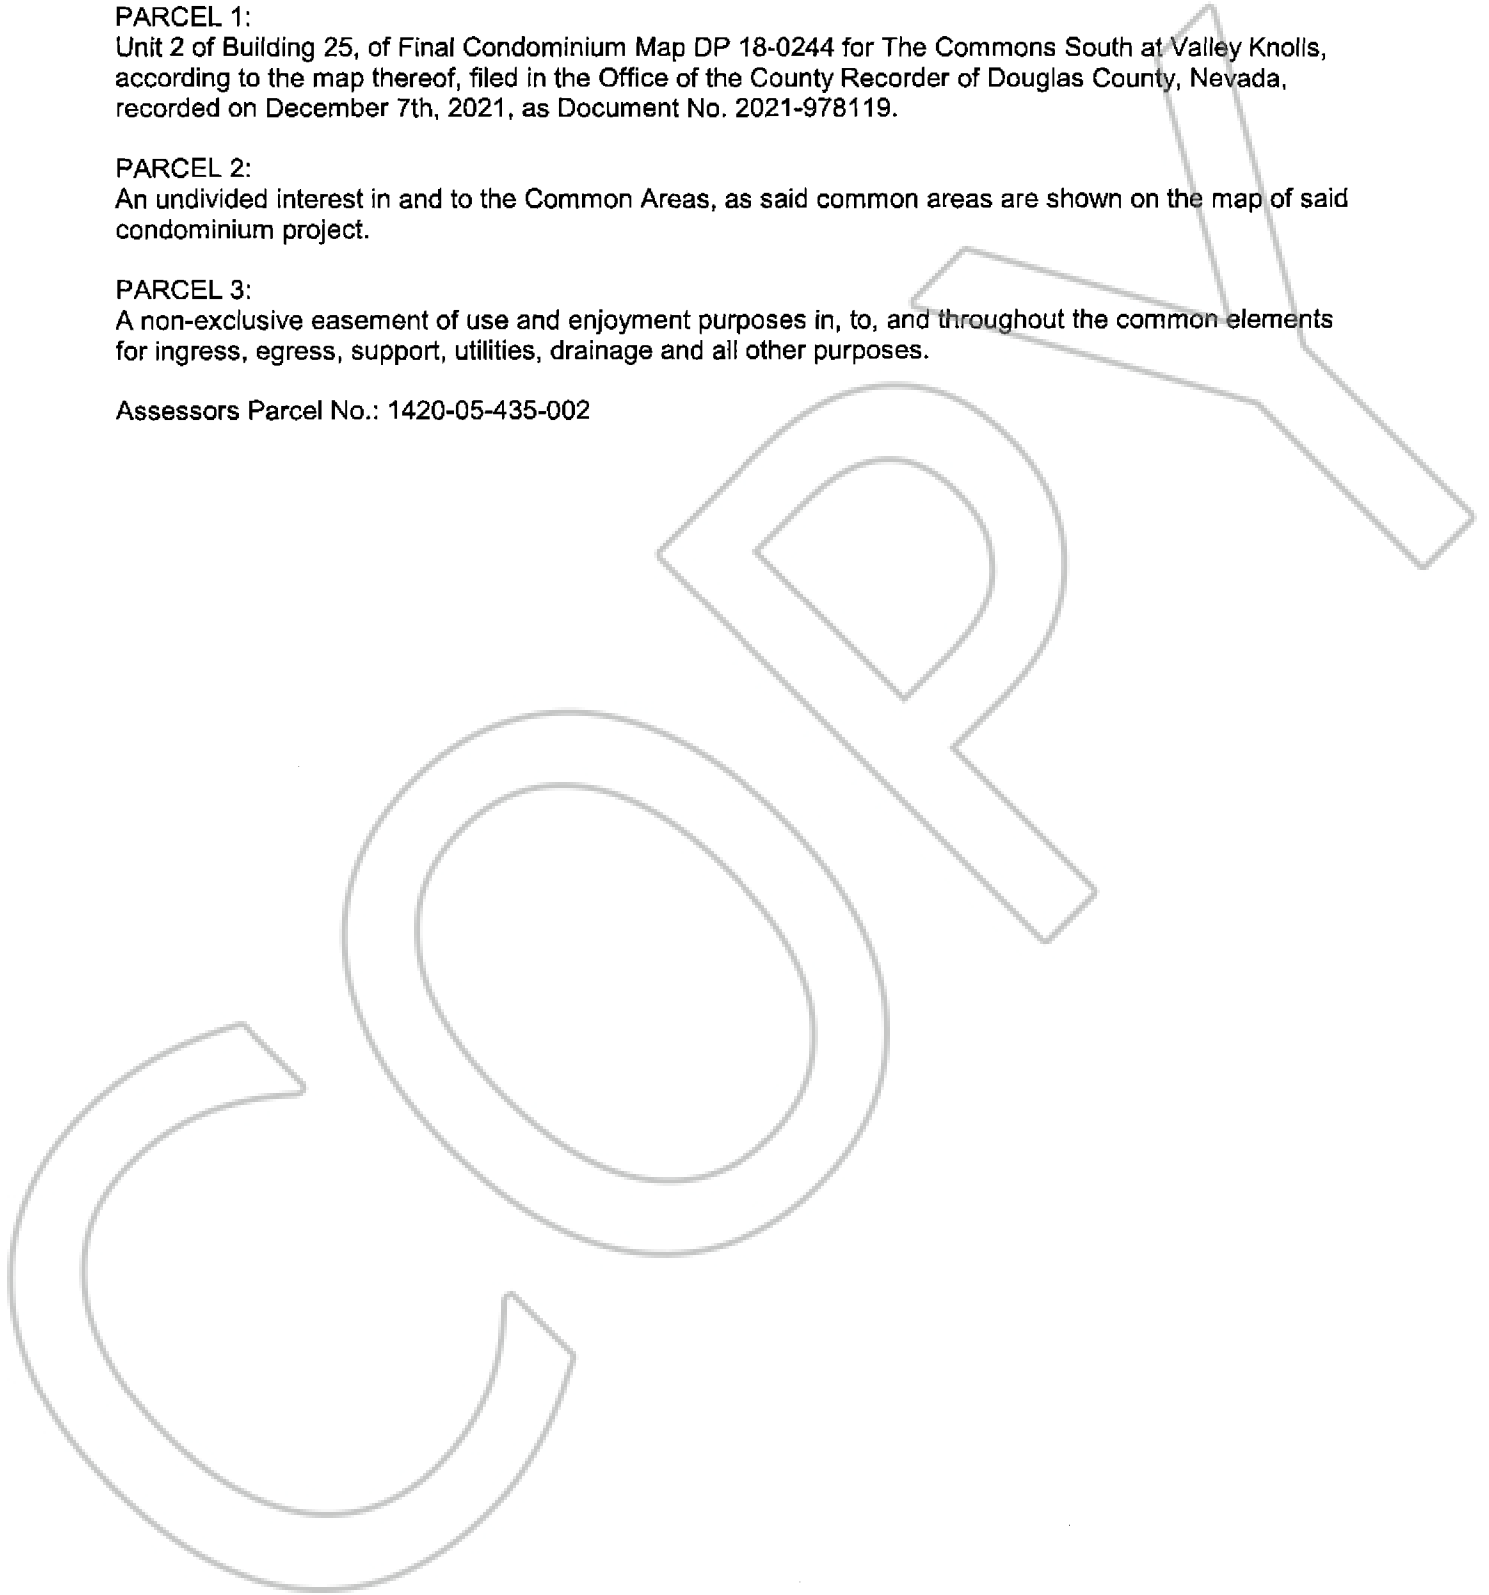 PARCEL 1:
Unit 2 of Building 25, of Final Condominium Map DP 18-0244 for The Commons South at Valley Knolls,
according to the map thereof, filed in the Office of the County Recorder of Douglas County, Nevada,
recorded on December 7th, 2021, as Document No. 2021-978119.
PARCEL 2:
An undivided interest in and to the Common Areas, as said common areas are shown on the map of said
condominium project.
PARCEL 3:
A non-exclusive easement of use and enjoyment purposes in, to, and throughout the common elements
for ingress, egress, support, utilities, drainage and all other purposes.
Assessors Parcel No.: 1420-05-435-002
COPY